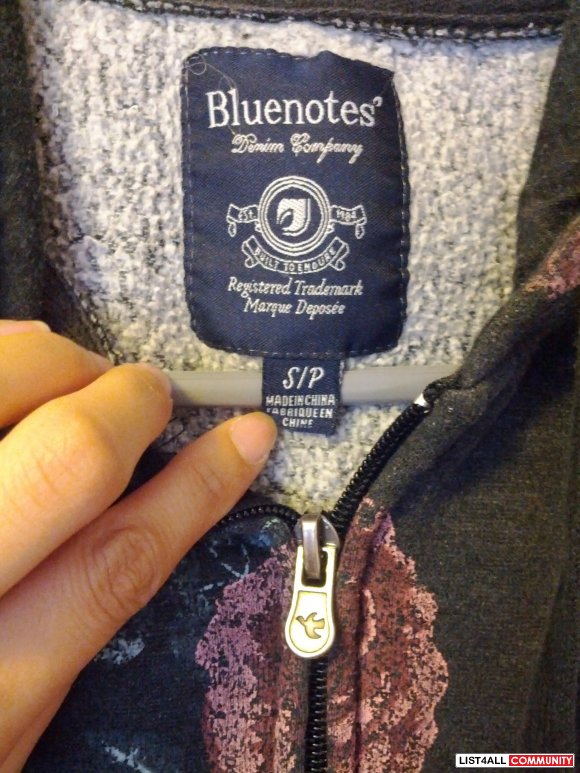 Bluenotes'
Denim Company
EST. 1984
BUILT TO ENDURE
Registered Trademark
Marque Deposée
S/P
MADE IN CHINA
FABRIQUE EN
CHINE
LIST4ALL COMMUNITY